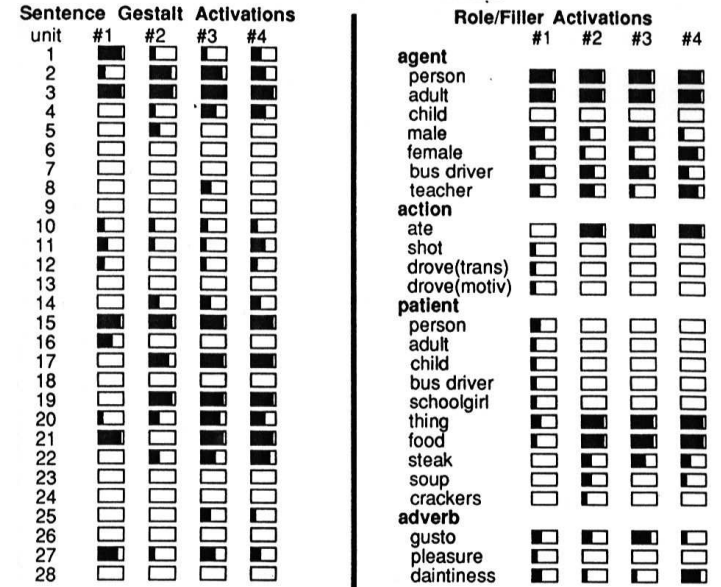 Sentence Gestalt Activations
unit #1 #2 #3 #4
1
2
3
4
5
6
7
8
9
10
11
12
13
14
15
16
17
18
19
20
21
22
23
24
25
26
27
28
Role/Filler Activations
#1 #2 #3 #4
agent
person
adult
child
male
female
bus driver
teacher
action
ate
shot
drove(trans)
drove(motiv)
patient
person
adult
child
bus driver
schoolgirl
thing
food
steak
soup
crackers
adverb
gusto
pleasure
daintiness